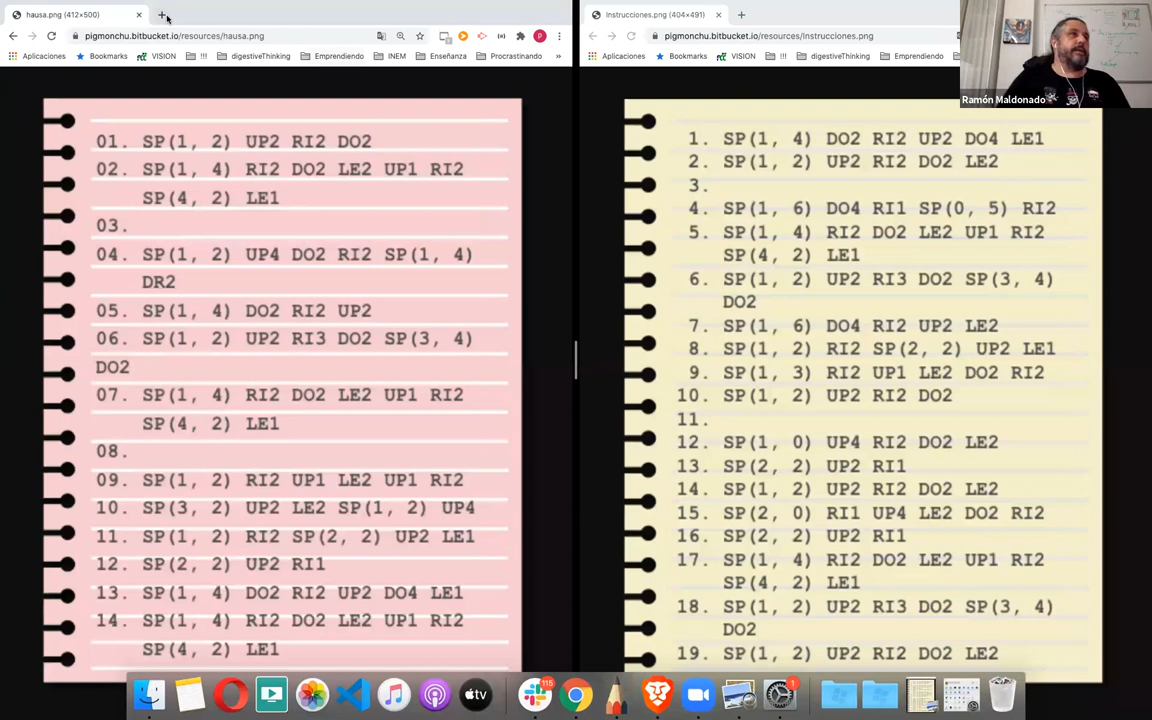 hausa.png (412×500)
pigmonchu.bitbucket.io/resources/hausa.png
Aplicaciones Bookmarks VISION !!! digestiveThinking Emprendiendo INEM Enseñanza Procrastinando »
01. SP(1, 2) UP2 RI2 DO2
02. SP(1, 4) RI2 DO2 LE2 UP1 RI2
SP(4, 2) LE1
03.
04. SP(1, 2) UP4 DO2 RI2 SP(1, 4)
DR2
05. SP(1, 4) DO2 RI2 UP2
06. SP(1, 2) UP2 RI3 DO2 SP(3, 4)
DO2
07. SP(1, 4) RI2 DO2 LE2 UP1 RI2
SP(4, 2) LE1
08.
09. SP(1, 2) RI2 UP1 LE2 UP1 RI2
10. SP(3, 2) UP2 LE2 SP(1, 2) UP4
11. SP(1, 2) RI2 SP(2, 2) UP2 LE1
12. SP(2, 2) UP2 RI1
13. SP(1, 4) DO2 RI2 UP2 DO4 LE1
14. SP(1, 4) RI2 DO2 LE2 UP1 RI2
SP(4, 2) LE1
Instrucciones.png (404×491)
pigmonchu.bitbucket.io/resources/Instrucciones.png
Aplicaciones Bookmarks VISION !!! digestiveThinking Emprendiendo
Ramón Maldonado
1. SP(1, 4) DO2 RI2 UP2 DO4 LE1
2. SP(1, 2) UP2 RI2 DO2 LE2
3.
4. SP(1, 6) DO4 RI1 SP(0, 5) RI2
5. SP(1, 4) RI2 DO2 LE2 UP1 RI2
SP(4, 2) LE1
6. SP(1, 2) UP2 RI3 DO2 SP(3, 4)
DO2
7. SP(1, 6) DO4 RI2 UP2 LE2
8. SP(1, 2) RI2 SP(2, 2) UP2 LE1
9. SP(1, 3) RI2 UP1 LE2 DO2 RI2
10. SP(1, 2) UP2 RI2 DO2
11.
12. SP(1, 0) UP4 RI2 DO2 LE2
13. SP(2, 2) UP2 RI1
14. SP(1, 2) UP2 RI2 DO2 LE2
15. SP(2, 0) RI1 UP4 LE2 DO2 RI2
16. SP(2, 2) UP2 RI1
17. SP(1, 4) RI2 DO2 LE2 UP1 RI2
SP(4, 2) LE1
18. SP(1, 2) UP2 RI3 DO2 SP(3, 4)
DO2
19. SP(1, 2) UP2 RI2 DO2 LE2
tv
115
1